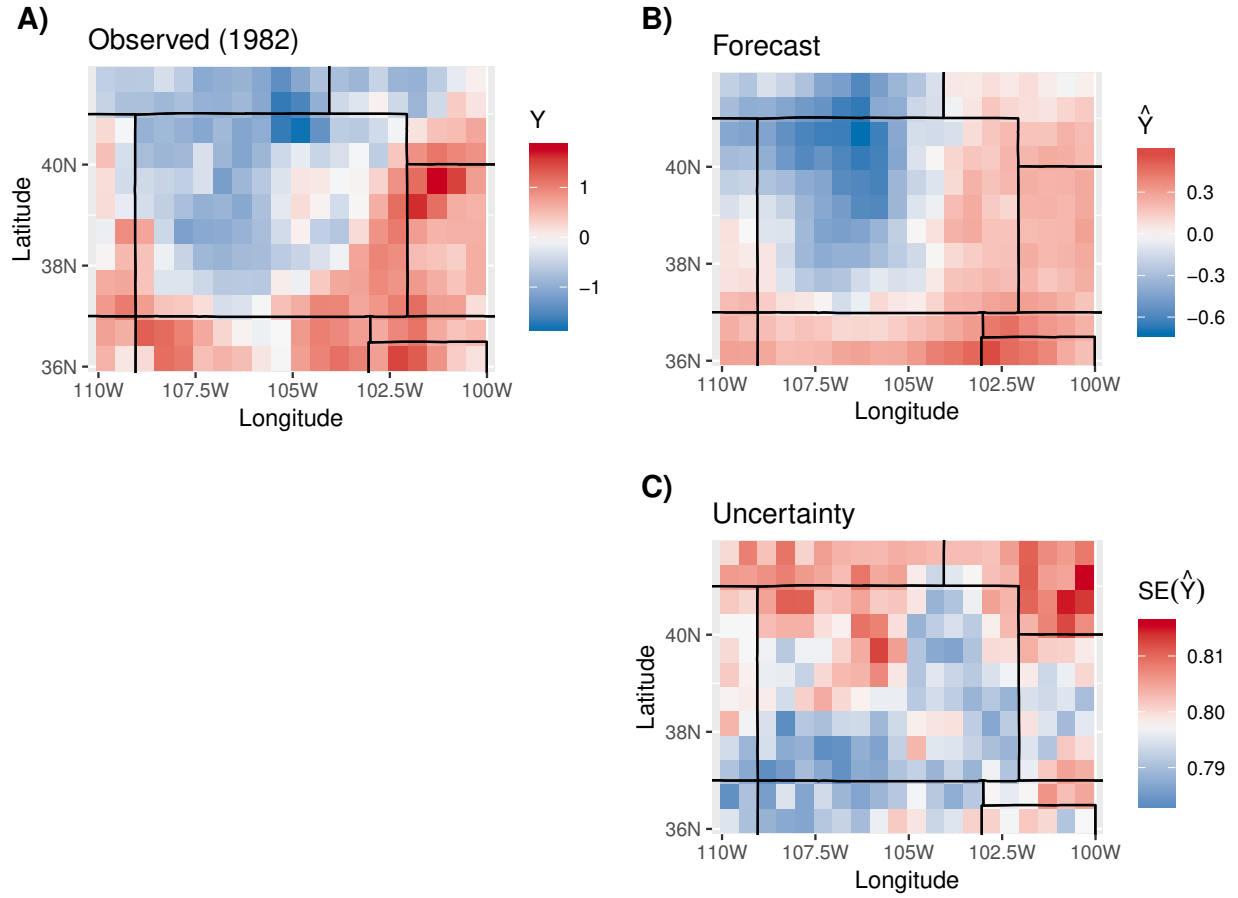 A)
Observed (1982)
Y
1
0
−1
Latitude
40N
38N
36N
110W 107.5W 105W 102.5W 100W
Longitude
B)
Forecast
Ŷ
0.3
0.0
−0.3
−0.6
40N
38N
36N
110W 107.5W 105W 102.5W 100W
Longitude
C)
Uncertainty
SE(Ŷ)
0.81
0.80
0.79
Latitude
40N
38N
36N
110W 107.5W 105W 102.5W 100W
Longitude